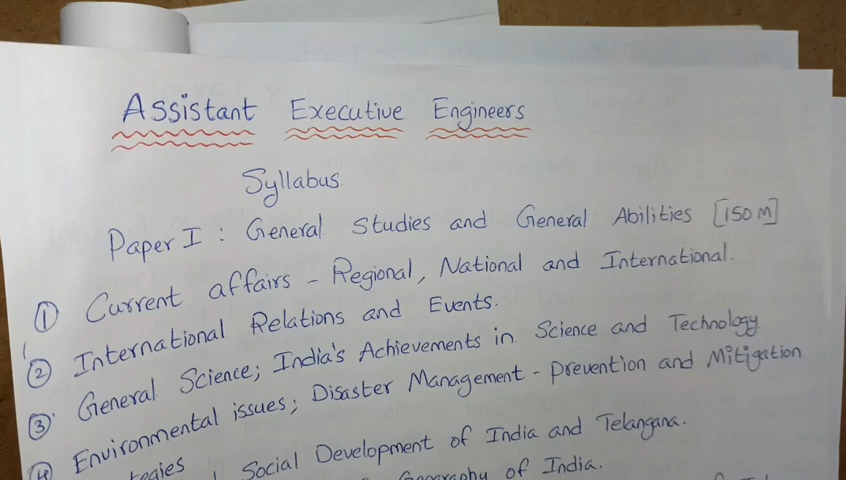 Assistant Executive Engineers
Syllabus
Paper I : General Studies and General Abilities [150 M]
① Current affairs – Regional, National and International.
② International Relations and Events.
③ General Science; India's Achievements in Science and Technology
④ Environmental issues; Disaster Management – Prevention and Mitigation
Social Development of India and Telangana.
Geography of India.